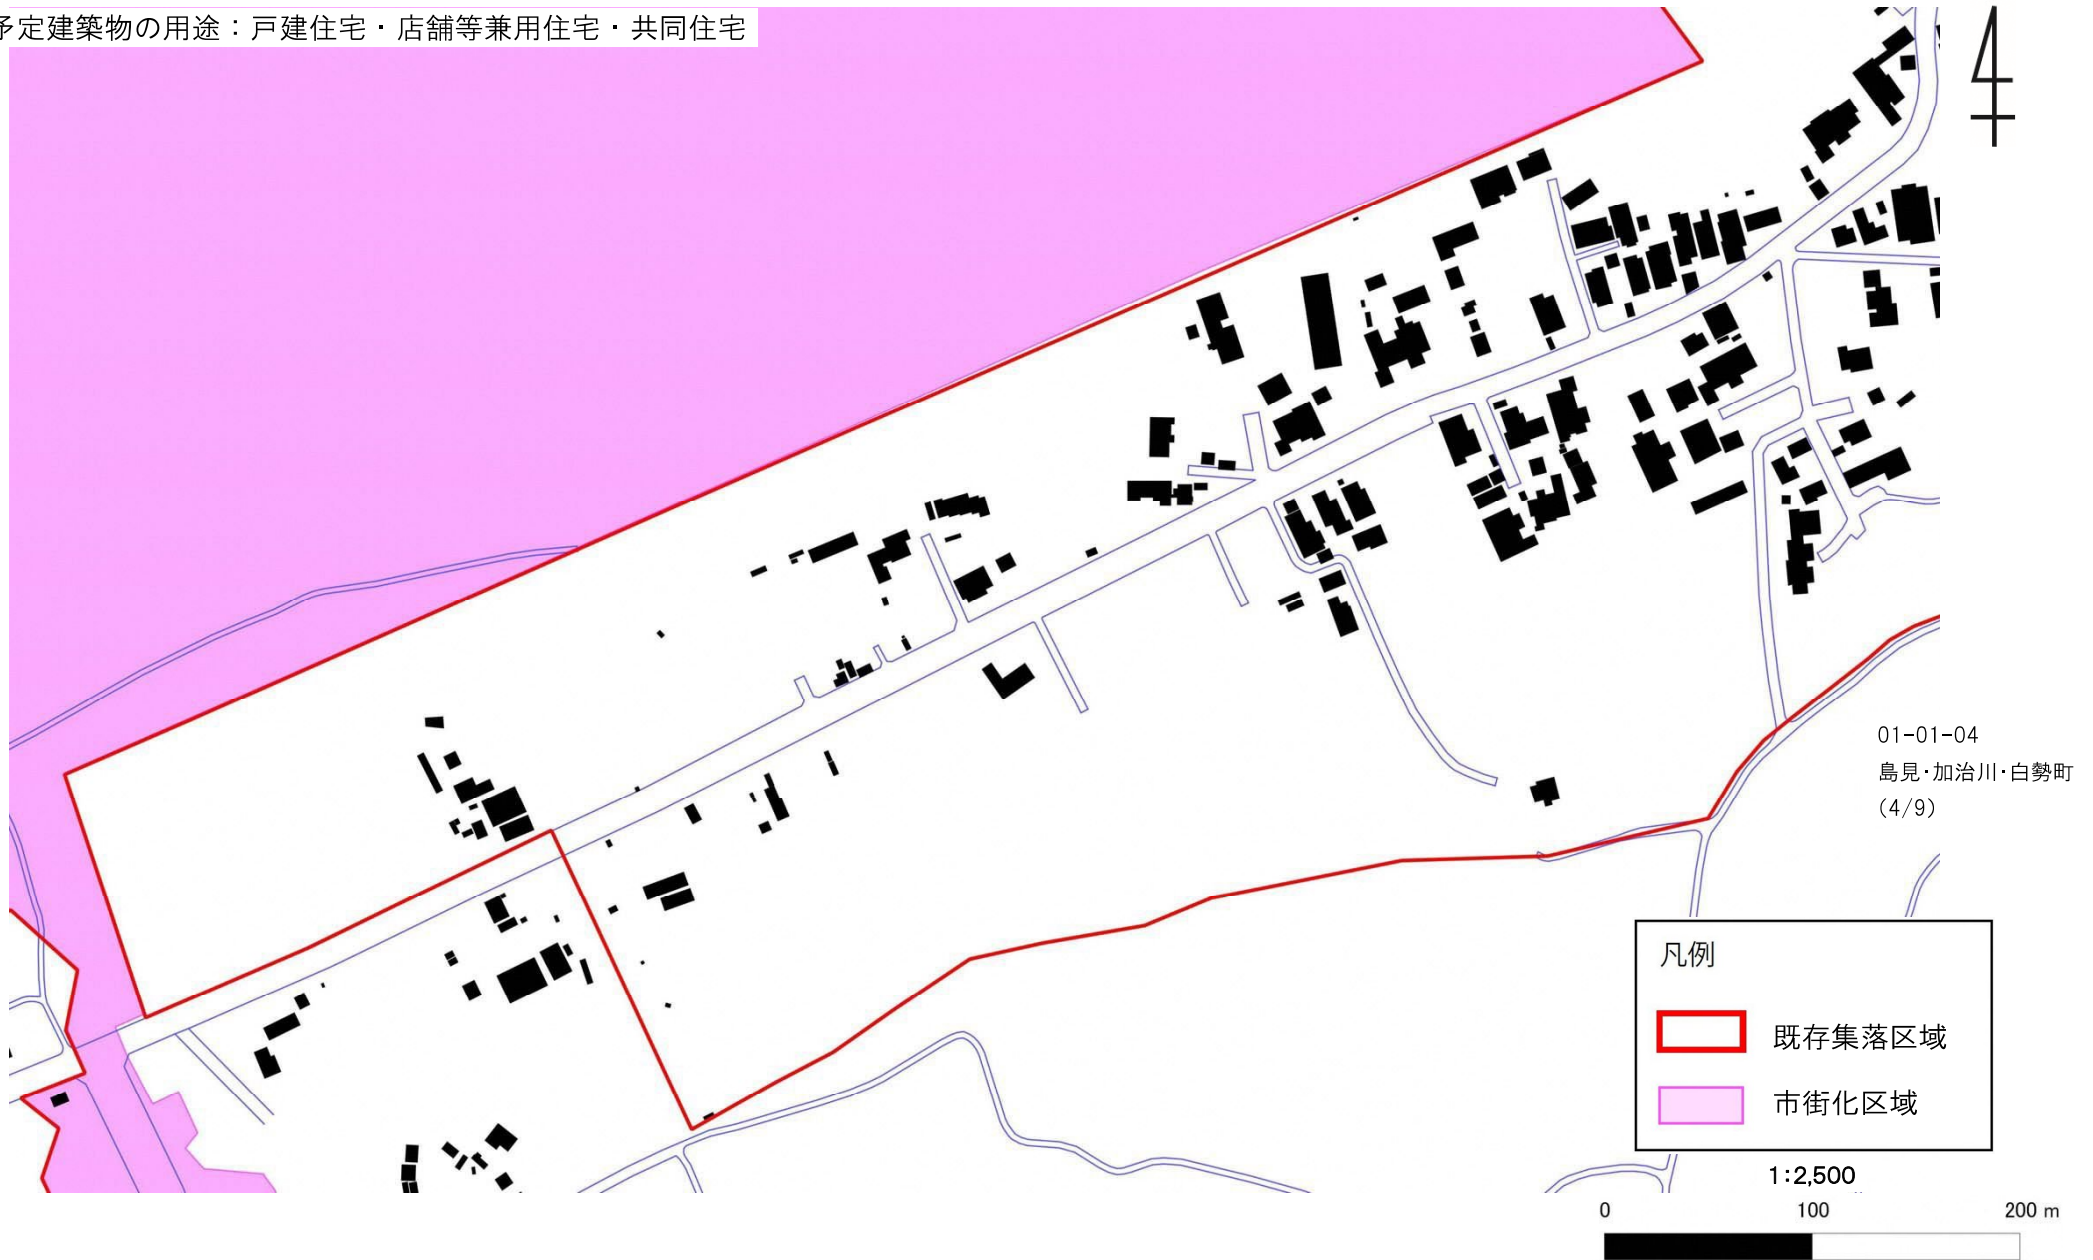 予定建築物の用途：戸建住宅・店舗等兼用住宅・共同住宅
01-01-04
島見・加治川・白勢町
(4/9)
凡例
既存集落区域
市街化区域
1:2,500
0 100 200 m